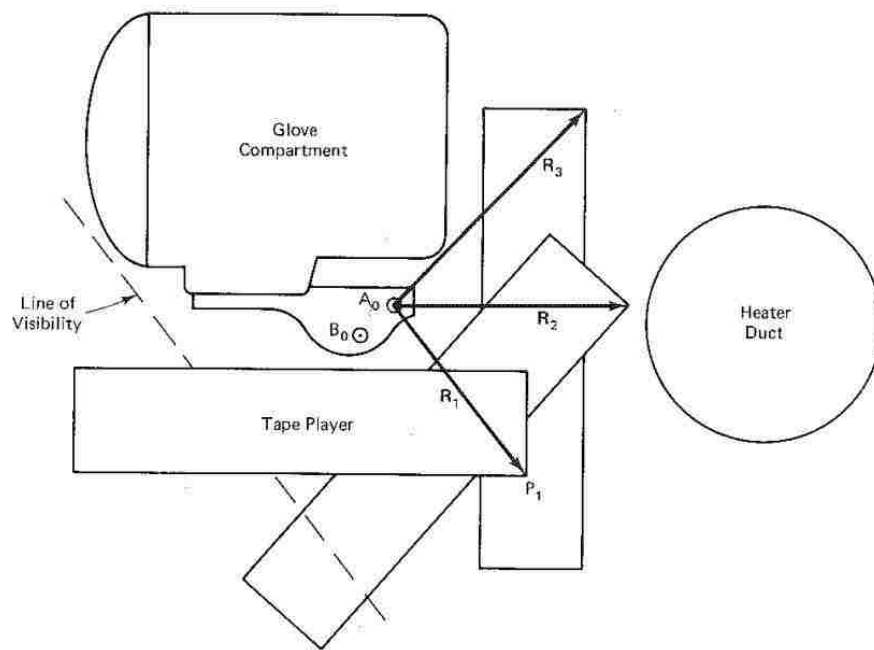 Glove
Compartment
R₃
Line of
Visibility
A₀
R₂
B₀
Heater
Duct
R₁
Tape Player
P₁